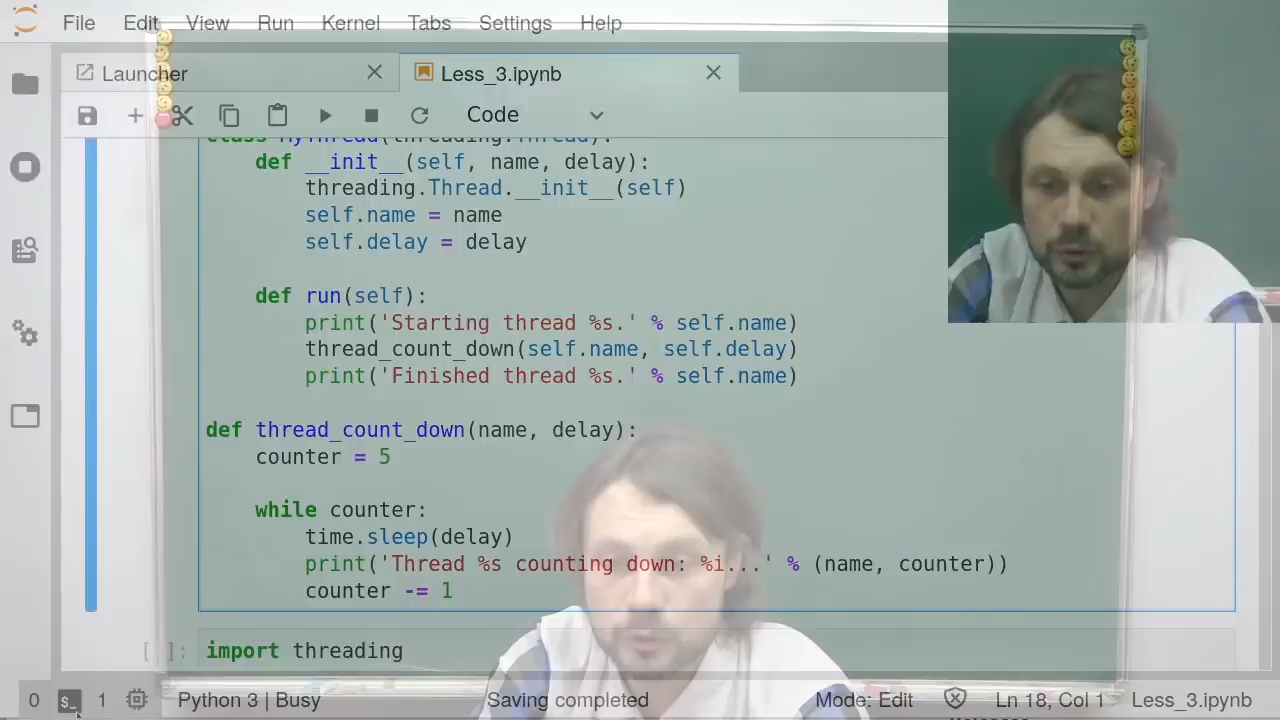 File Edit View Run Kernel Tabs Settings Help
Launcher
Less_3.ipynb
Code
class MyThread(threading.Thread):
def __init__(self, name, delay):
threading.Thread.__init__(self)
self.name = name
self.delay = delay
def run(self):
print('Starting thread %s.' % self.name)
thread_count_down(self.name, self.delay)
print('Finished thread %s.' % self.name)
def thread_count_down(name, delay):
counter = 5
while counter:
time.sleep(delay)
print('Thread %s counting down: %i...' % (name, counter))
counter -= 1
[ ]: import threading
0 $_ 1 Python 3 | Busy Saving completed Mode: Edit Ln 18, Col 1 Less_3.ipynb